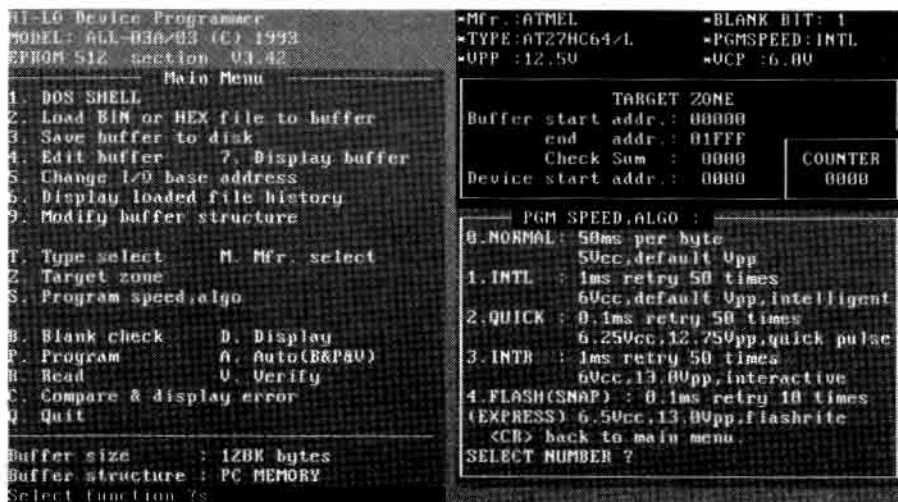 HI-LO Device Programmer
MODEL: ALL-03A/03 (C) 1993
EPROM 512 section V3.42
Main Menu
1. DOS SHELL
2. Load BIN or HEX file to buffer
3. Save buffer to disk
4. Edit buffer 7. Display buffer
5. Change I/O base address
6. Display loaded file history
9. Modify buffer structure
T. Type select M. Mfr. select
Z Target zone
S. Program speed,algo
B. Blank check D. Display
P. Program A. Auto(B&P&V)
R. Read V. Verify
C. Compare & display error
Q Quit
Buffer size : 128K bytes
Buffer structure : PC MEMORY
Select function ?s
*Mfr.:ATMEL *BLANK BIT: 1
*TYPE:AT27HC64/L *PGMSPEED:INTL
*VPP :12.5V *VCP :6.0V
TARGET ZONE
Buffer start addr.: 00000
end addr.: 01FFF
Check Sum : 0000
Device start addr.: 0000
COUNTER
0000
PGM SPEED,ALGO :
0.NORMAL: 50ms per byte
5Vcc,default Vpp
1.INTL : 1ms retry 50 times
6Vcc,default Vpp,intelligent
2.QUICK : 0.1ms retry 50 times
6.25Vcc,12.75Vpp,quick pulse
3.INTR : 1ms retry 50 times
6Vcc,13.0Vpp,interactive
4.FLASH(SNAP) : 0.1ms retry 10 times
(EXPRESS) 6.5Vcc,13.0Vpp,flashrite
<CR> back to main menu.
SELECT NUMBER ?